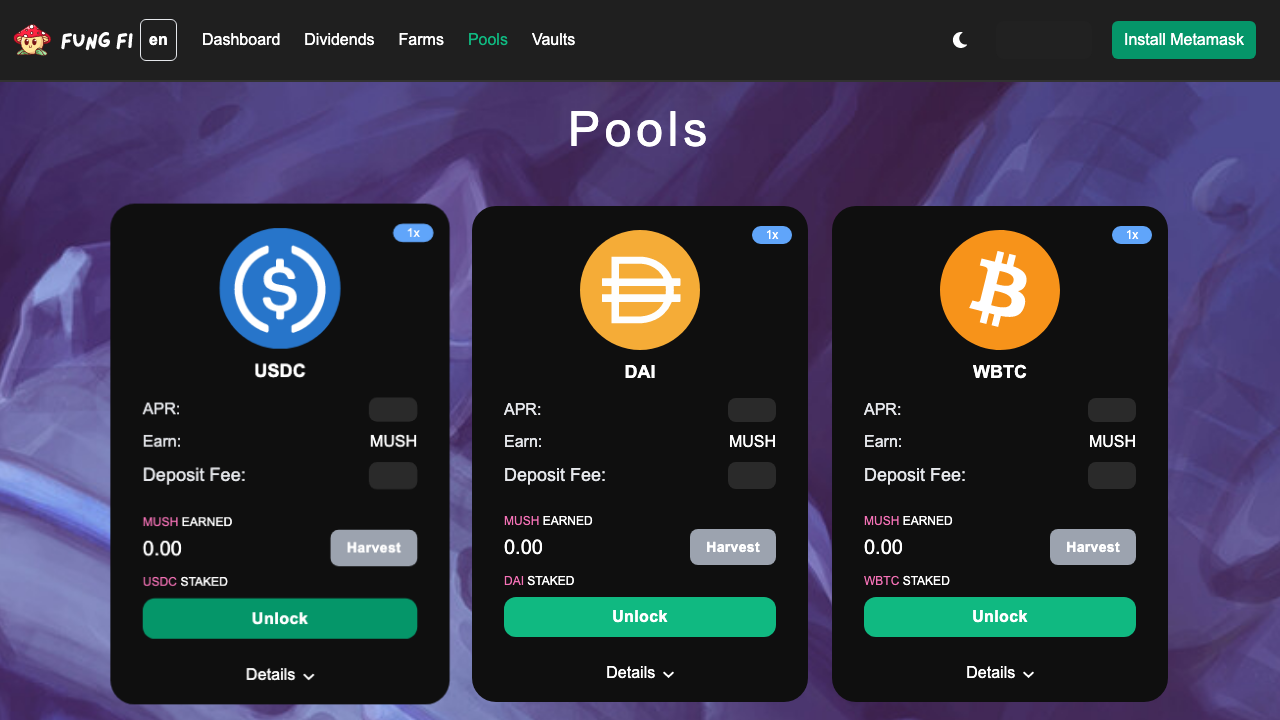 FUNG FI en Dashboard Dividends Farms Pools Vaults Install Metamask
Pools
1x
USDC
APR:
Earn: MUSH
Deposit Fee:
MUSH EARNED
0.00 Harvest
USDC STAKED
Unlock
Details
1x
DAI
APR:
Earn: MUSH
Deposit Fee:
MUSH EARNED
0.00 Harvest
DAI STAKED
Unlock
Details
1x
WBTC
APR:
Earn: MUSH
Deposit Fee:
MUSH EARNED
0.00 Harvest
WBTC STAKED
Unlock
Details